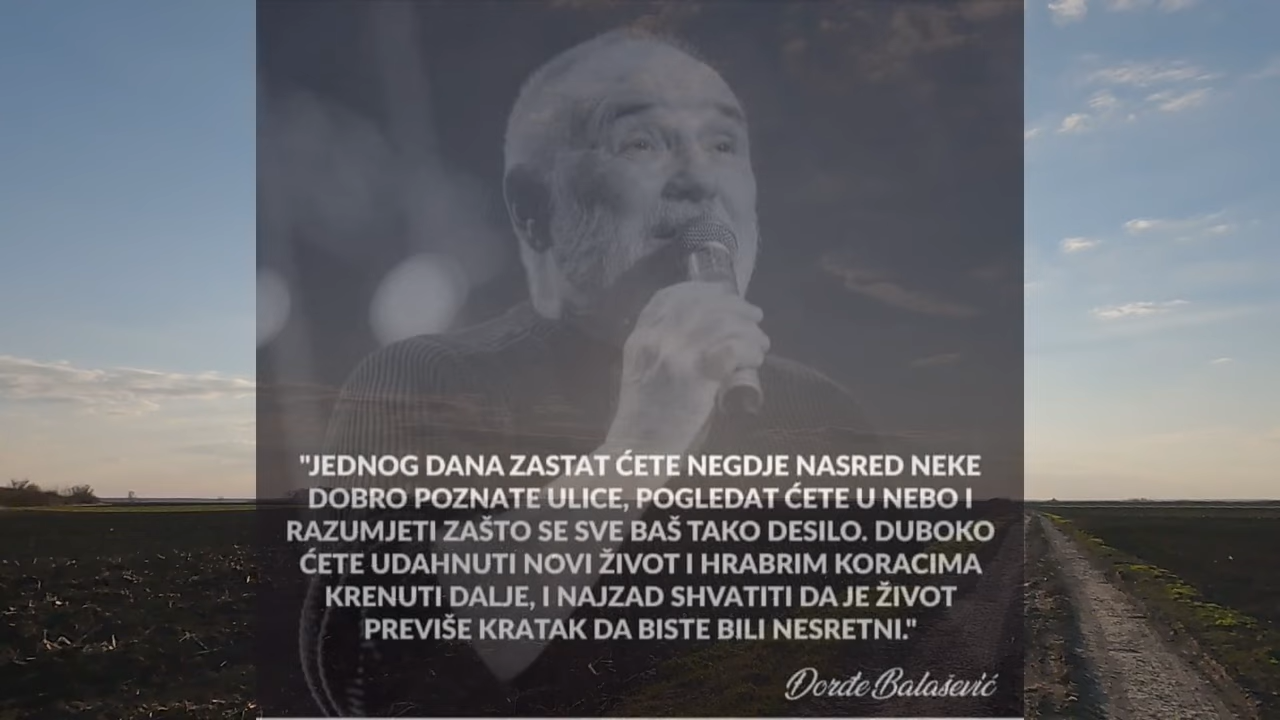 "JEDNOG DANA ZASTAT ĆETE NEGDJE NASRED NEKE
DOBRO POZNATE ULICE, POGLEDAT ĆETE U NEBO I
RAZUMJETI ZAŠTO SE SVE BAŠ TAKO DESILO. DUBOKO
ĆETE UDAHNUTI NOVI ŽIVOT I HRABRIM KORACIMA
KRENUTI DALJE, I NAJZAD SHVATITI DA JE ŽIVOT
PREVIŠE KRATAK DA BISTE BILI NESRETNI."
Đorđe Balašević